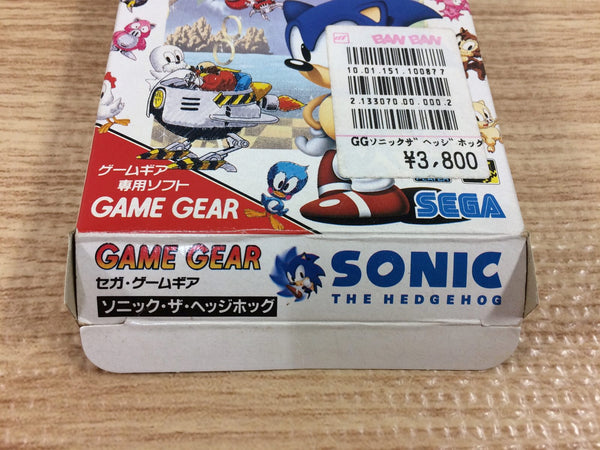 BAN BAN
10.01.151.10087 7
2.133070.00.000.2
GGソニックザヘッジホッグ
¥3,800
ゲームギア
専用ソフト
GAME GEAR
SEGA
GAME GEAR
セガ・ゲームギア
ソニック・ザ・ヘッジホッグ
SONIC
THE HEDGEHOG